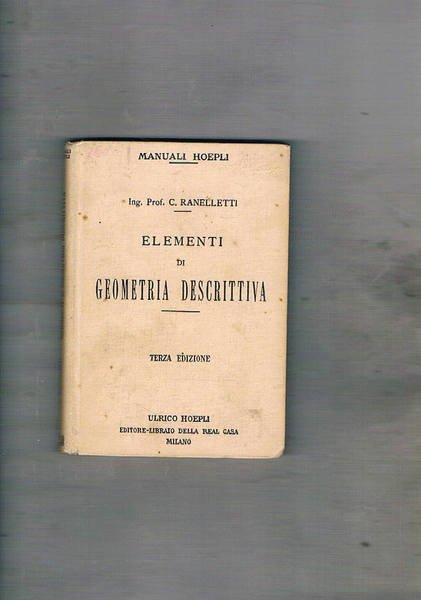 MANUALI HOEPLI
Ing. Prof. C. RANELLETTI
ELEMENTI
DI
GEOMETRIA DESCRITTIVA
TERZA EDIZIONE
ULRICO HOEPLI
EDITORE-LIBRAIO DELLA REAL CASA
MILANO